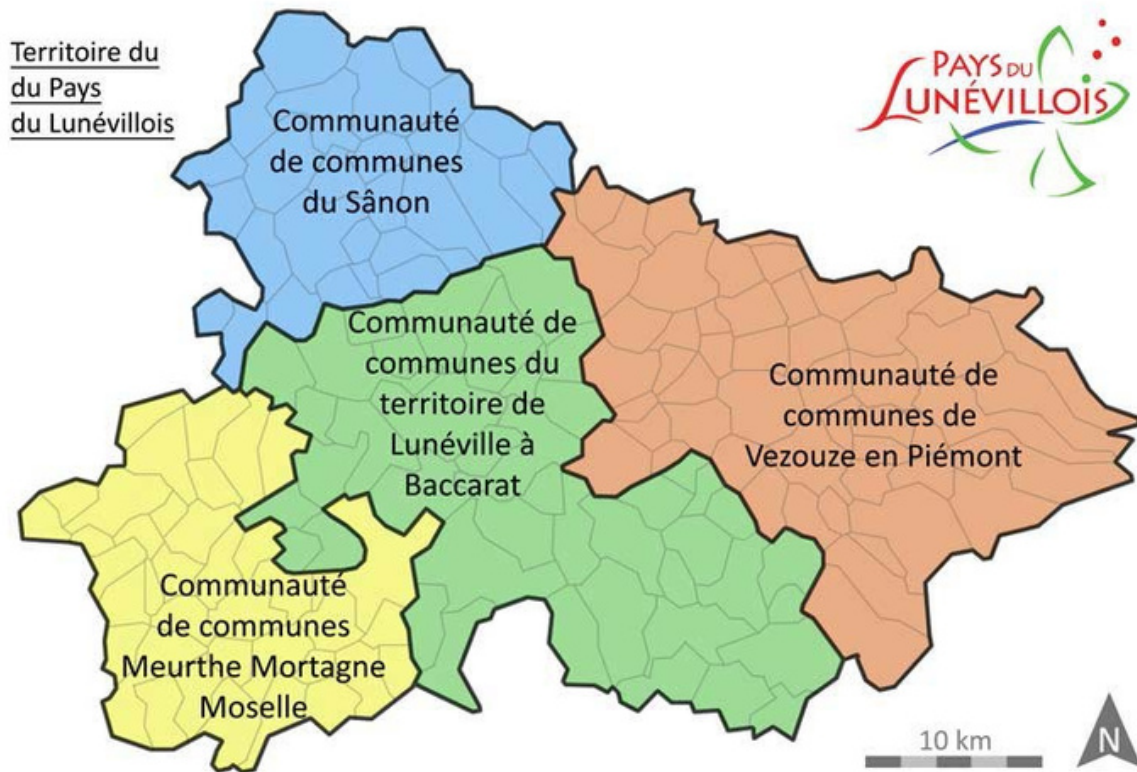 Territoire du
du Pays
du Lunévillois
PAYS DU
LUNÉVILLOIS
Communauté
de communes
du Sânon
Communauté de
communes du
territoire de
Lunéville à
Baccarat
Communauté de
communes de
Vezouze en Piémont
Communauté
de communes
Meurthe Mortagne
Moselle
10 km
N